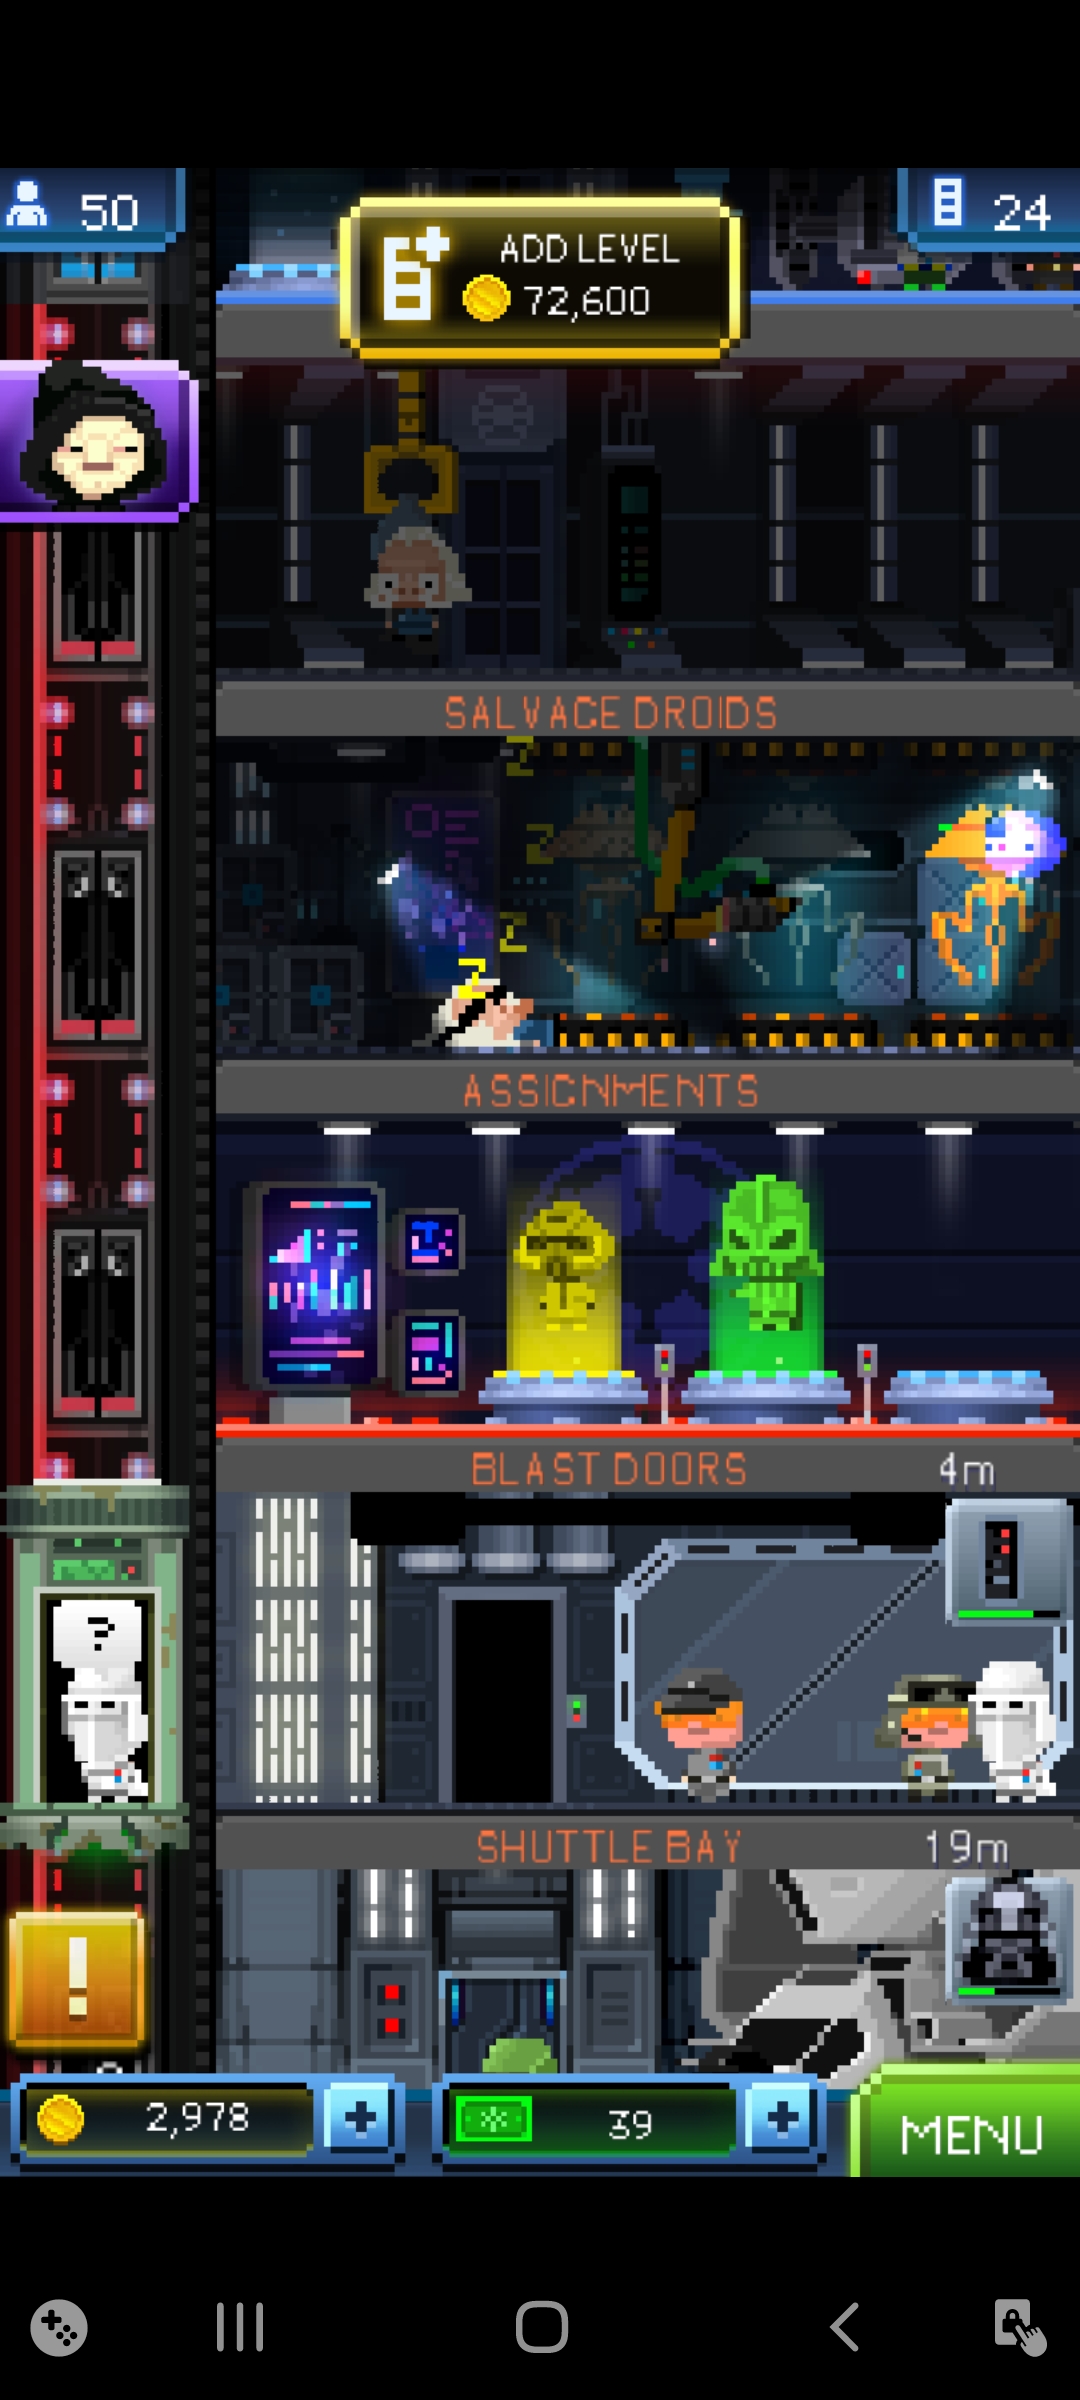 50
24
ADD LEVEL
72,600
SALVAGE DROIDS
Z
Z
Z
Z
ASSIGNMENTS
BLAST DOORS 4m
?
SHUTTLE BAY 19m
!
2,978 +
39 +
MENU